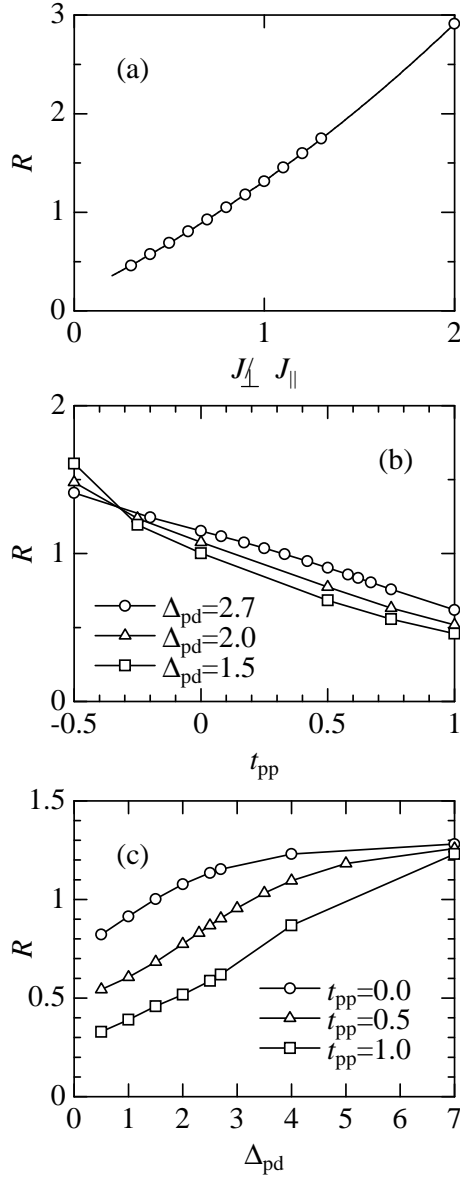 3
(a)
2
R
1
0
0 1 2
J⊥/ J∥
2
(b)
1
R
Δpd=2.7
Δpd=2.0
Δpd=1.5
0
-0.5 0 0.5 1
tpp
1.5
(c)
1
R
0.5
tpp=0.0
tpp=0.5
tpp=1.0
0
0 1 2 3 4 5 6 7
Δpd